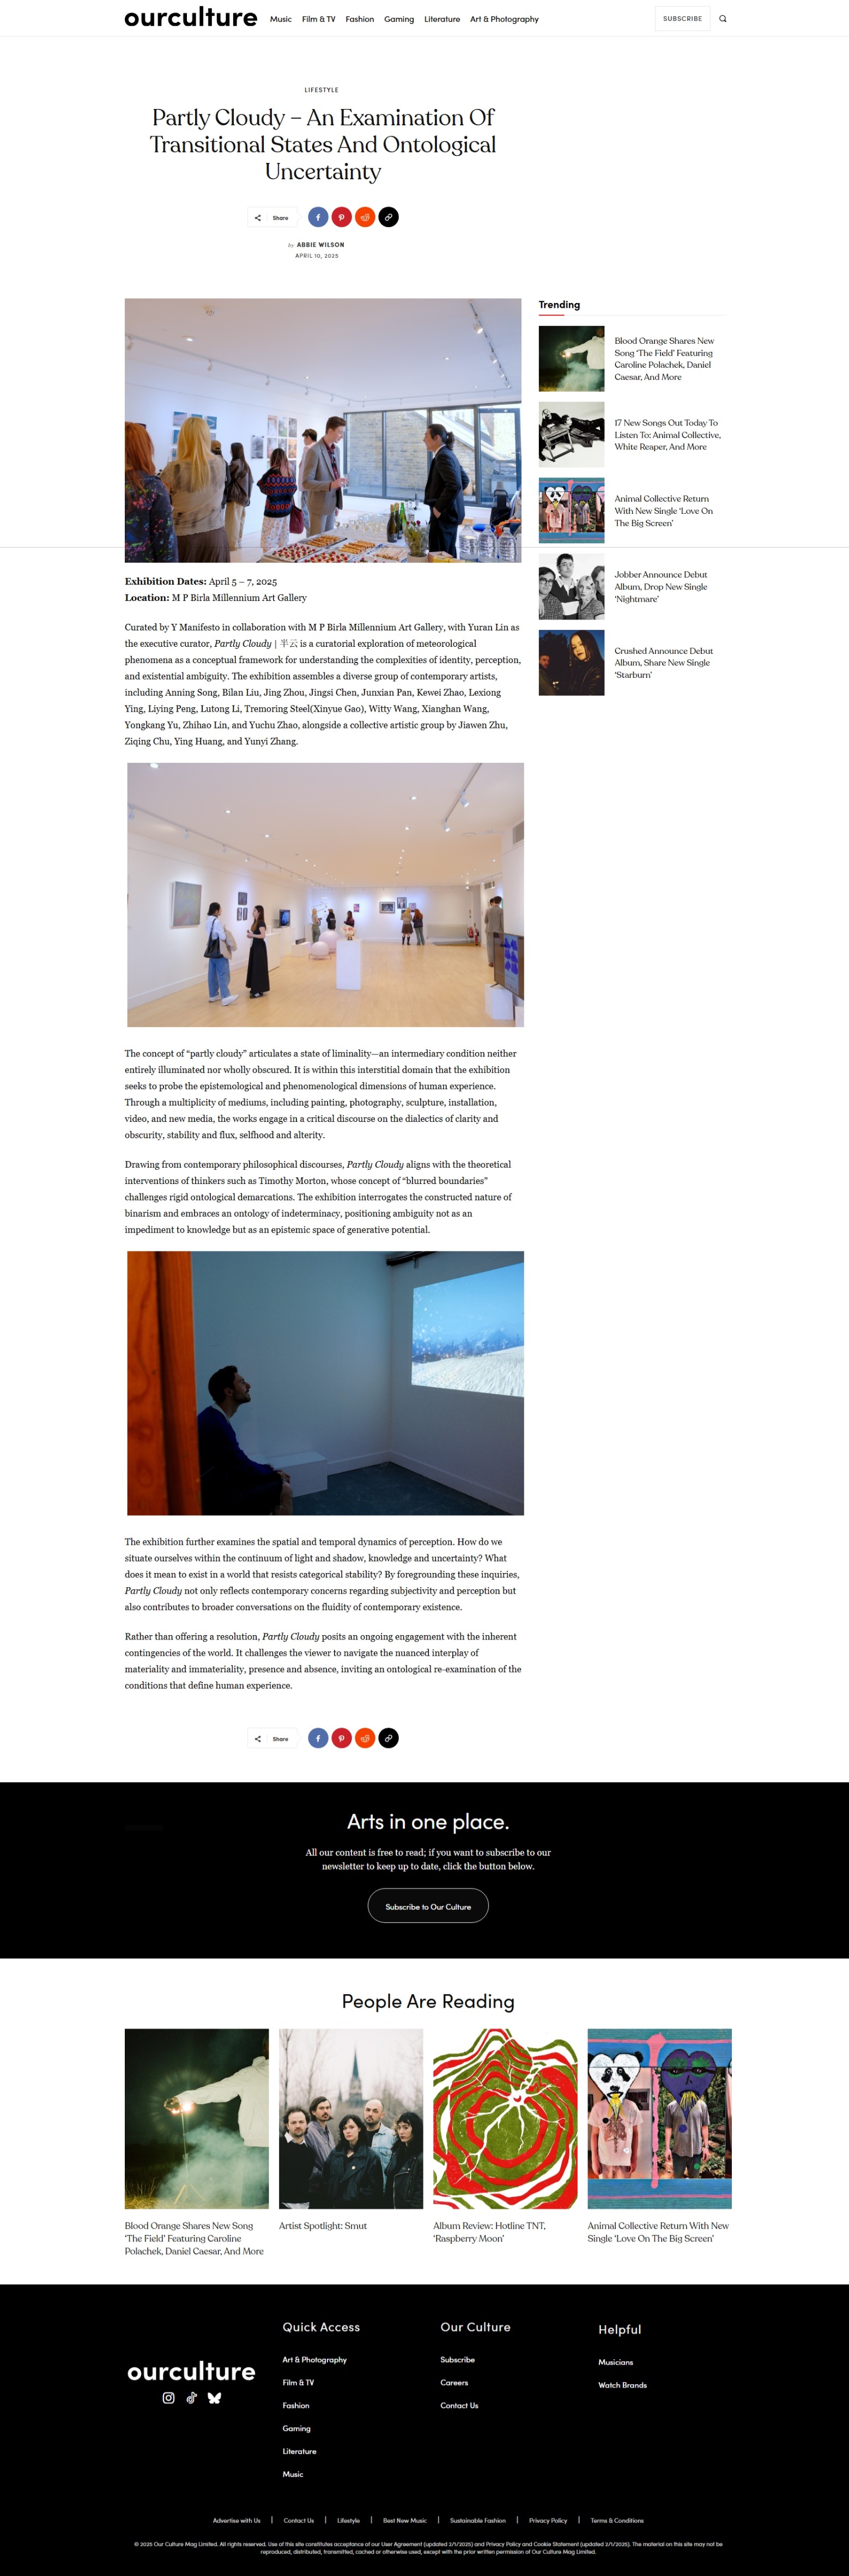 ourculture
Music Film & TV Fashion Gaming Literature Art & Photography
SUBSCRIBE
LIFESTYLE
Partly Cloudy – An Examination Of
Transitional States And Ontological
Uncertainty
Share
by ABBIE WILSON
APRIL 10, 2025
Trending
Blood Orange Shares New
Song ‘The Field’ Featuring
Caroline Polachek, Daniel
Caesar, And More
17 New Songs Out Today To
Listen To: Animal Collective,
White Reaper, And More
Animal Collective Return
With New Single ‘Love On
The Big Screen’
Jobber Announce Debut
Album, Drop New Single
‘Nightmare’
Crushed Announce Debut
Album, Share New Single
‘Starburn’
Exhibition Dates: April 5 – 7, 2025
Location: M P Birla Millennium Art Gallery
Curated by Y Manifesto in collaboration with M P Birla Millennium Art Gallery, with Yuran Lin as
the executive curator, Partly Cloudy | 半云 is a curatorial exploration of meteorological
phenomena as a conceptual framework for understanding the complexities of identity, perception,
and existential ambiguity. The exhibition assembles a diverse group of contemporary artists,
including Anning Song, Bilan Liu, Jing Zhou, Jingsi Chen, Junxian Pan, Kewei Zhao, Lexiong
Ying, Liying Peng, Lutong Li, Tremoring Steel(Xinyue Gao), Witty Wang, Xianghan Wang,
Yongkang Yu, Zhihao Lin, and Yuchu Zhao, alongside a collective artistic group by Jiawen Zhu,
Ziqing Chu, Ying Huang, and Yunyi Zhang.
The concept of “partly cloudy” articulates a state of liminality—an intermediary condition neither
entirely illuminated nor wholly obscured. It is within this interstitial domain that the exhibition
seeks to probe the epistemological and phenomenological dimensions of human experience.
Through a multiplicity of mediums, including painting, photography, sculpture, installation,
video, and new media, the works engage in a critical discourse on the dialectics of clarity and
obscurity, stability and flux, selfhood and alterity.
Drawing from contemporary philosophical discourses, Partly Cloudy aligns with the theoretical
interventions of thinkers such as Timothy Morton, whose concept of “blurred boundaries”
challenges rigid ontological demarcations. The exhibition interrogates the constructed nature of
binarism and embraces an ontology of indeterminacy, positioning ambiguity not as an
impediment to knowledge but as an epistemic space of generative potential.
The exhibition further examines the spatial and temporal dynamics of perception. How do we
situate ourselves within the continuum of light and shadow, knowledge and uncertainty? What
does it mean to exist in a world that resists categorical stability? By foregrounding these inquiries,
Partly Cloudy not only reflects contemporary concerns regarding subjectivity and perception but
also contributes to broader conversations on the fluidity of contemporary existence.
Rather than offering a resolution, Partly Cloudy posits an ongoing engagement with the inherent
contingencies of the world. It challenges the viewer to navigate the nuanced interplay of
materiality and immateriality, presence and absence, inviting an ontological re-examination of the
conditions that define human experience.
Share
Arts in one place.
All our content is free to read; if you want to subscribe to our
newsletter to keep up to date, click the button below.
Subscribe to Our Culture
People Are Reading
Blood Orange Shares New Song
‘The Field’ Featuring Caroline
Polachek, Daniel Caesar, And More
Artist Spotlight: Smut
Album Review: Hotline TNT,
‘Raspberry Moon’
Animal Collective Return With New
Single ‘Love On The Big Screen’
ourculture
Quick Access
Art & Photography
Film & TV
Fashion
Gaming
Literature
Music
Our Culture
Subscribe
Careers
Contact Us
Helpful
Musicians
Watch Brands
Advertise with Us | Contact Us | Lifestyle | Best New Music | Sustainable Fashion | Privacy Policy | Terms & Conditions
© 2025 Our Culture Mag Limited. All rights reserved. Use of this site constitutes acceptance of our User Agreement (updated 2/1/2025) and Privacy Policy and Cookie Statement (updated 2/1/2025). The material on this site may not be
reproduced, distributed, transmitted, cached or otherwise used, except with the prior written permission of Our Culture Mag Limited.